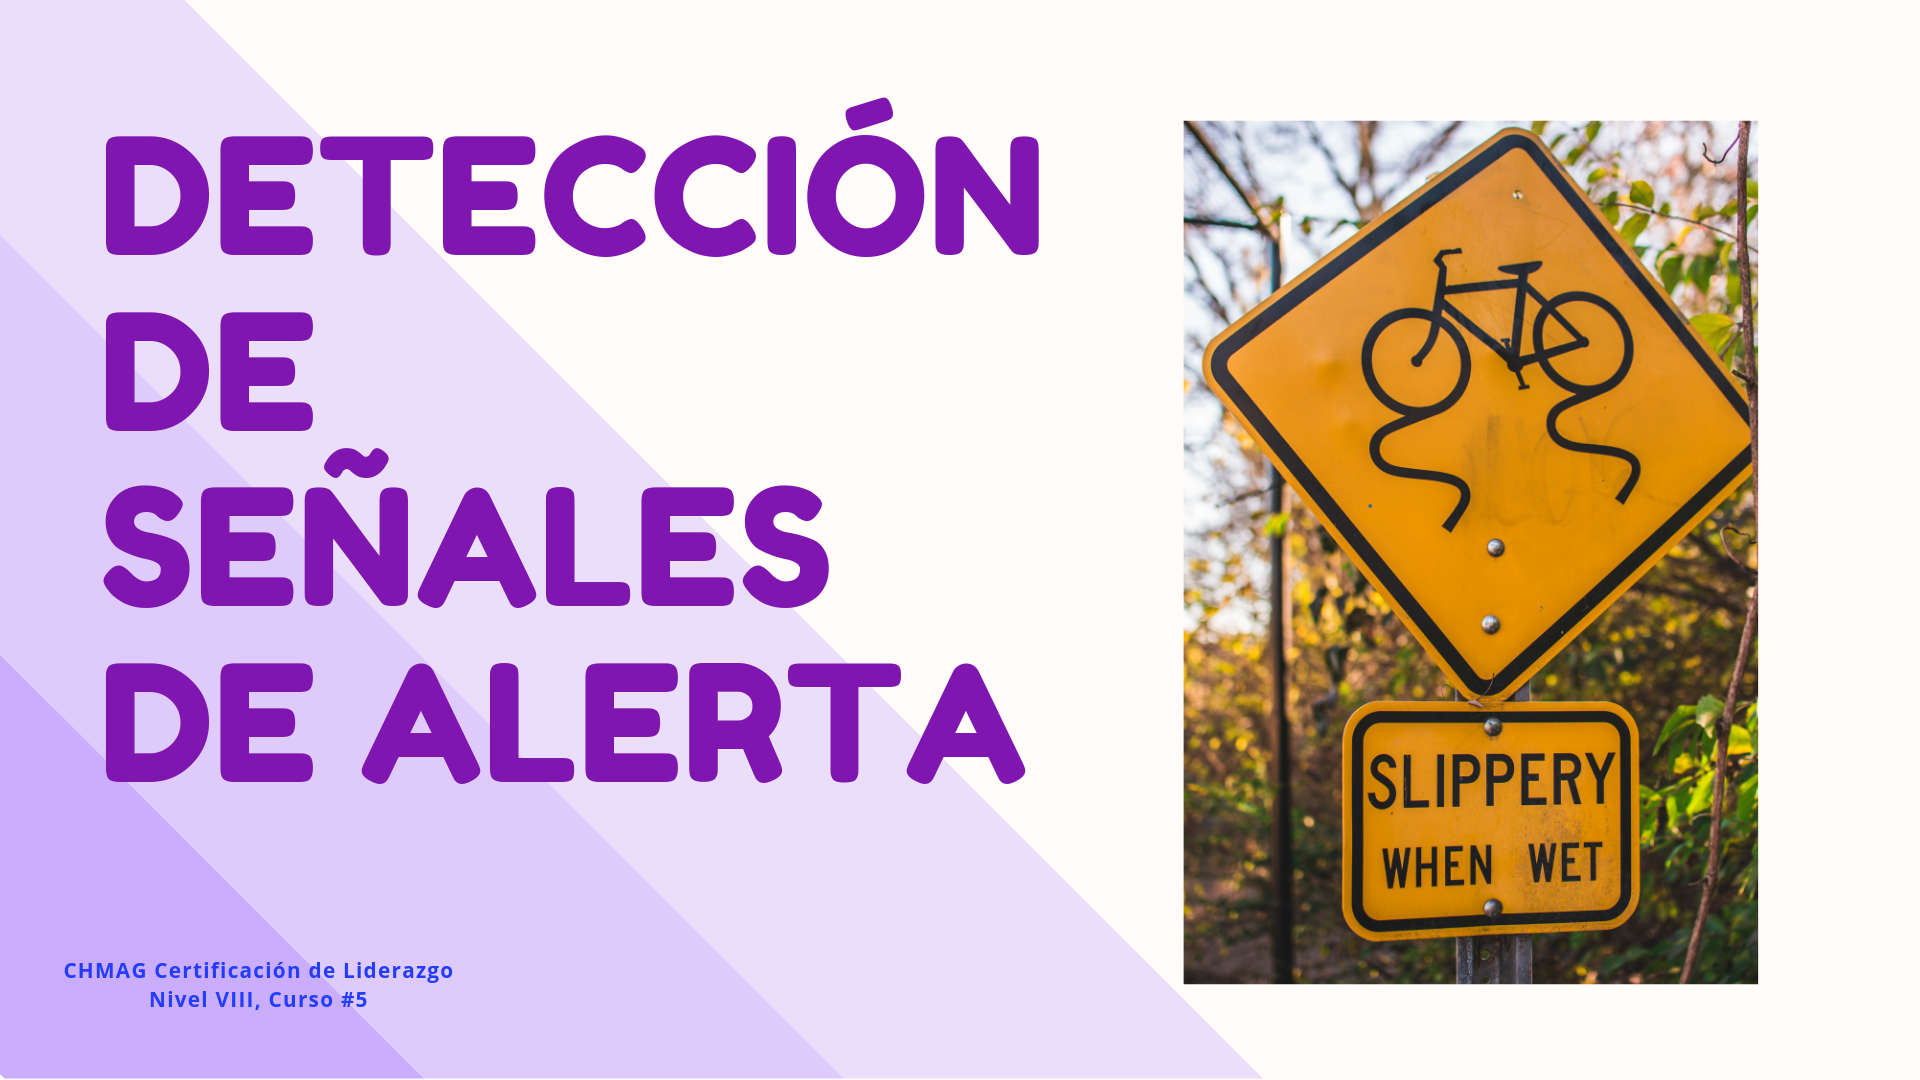 DETECCIÓN
DE
SEÑALES
DE ALERTA
CHMAG Certificación de Liderazgo
Nivel VIII, Curso #5
SLIPPERY
WHEN WET